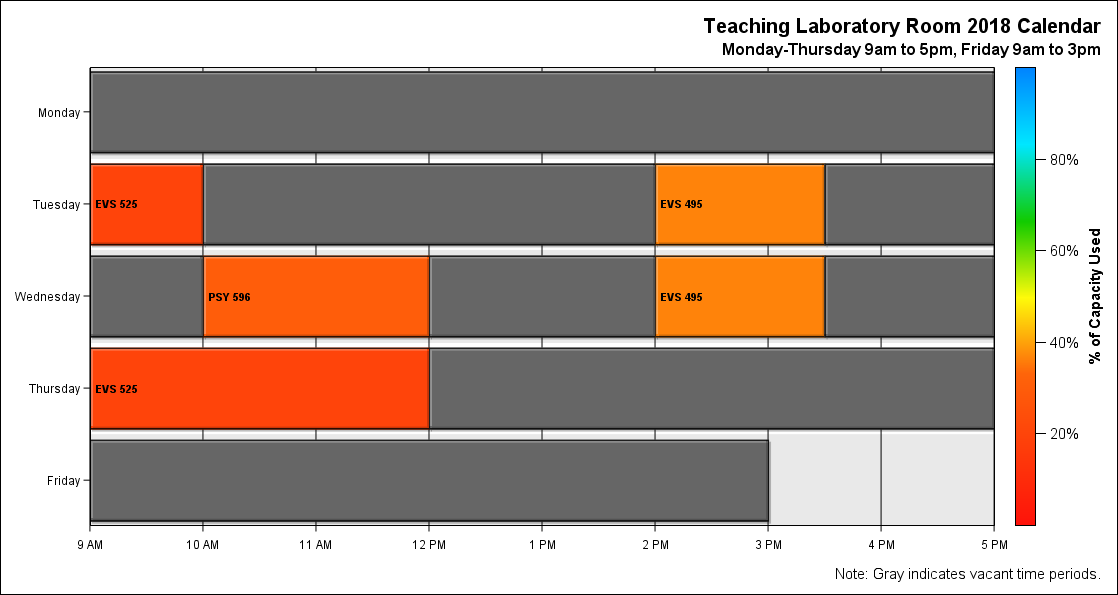 Teaching Laboratory Room 2018 Calendar
Monday-Thursday 9am to 5pm, Friday 9am to 3pm
Monday
Tuesday
EVS 525
EVS 495
Wednesday
PSY 596
EVS 495
Thursday
EVS 525
Friday
9 AM
10 AM
11 AM
12 PM
1 PM
2 PM
3 PM
4 PM
5 PM
80%
60%
40%
20%
% of Capacity Used
Note: Gray indicates vacant time periods.